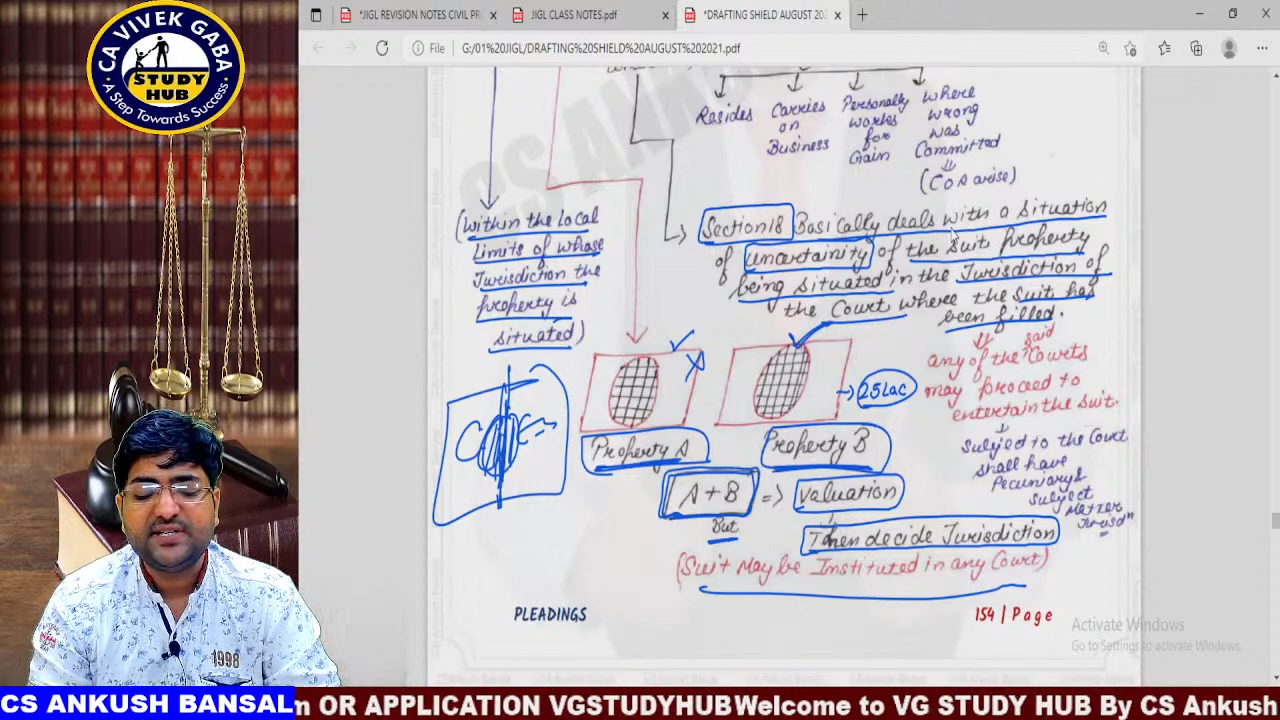 CA VIVEK GABA
STUDY
HUB
A Step Towards Success
*JIGL REVISION NOTES CIVIL PR
JIGL CLASS NOTES.pdf
*DRAFTING SHIELD AUGUST 202
File
G:/01%20JIGL/DRAFTING%20SHIELD%20AUGUST%202021.pdf
Resides
Carries
on
Business
Personally
works
for
Gain
where
wrong
was
Committed
(COA arise)
(Within the Local
Limits of whose
Jurisdiction the
property is
situated)
Section 18 Basically deals with a Situation
of uncertainity of the suit property
being situated in the Jurisdiction of
the Court where the suit has
been filled.
any of the said Courts
may proceed to
entertain the suit.
Subject to the Court
shall have
Pecuniary &
Subject
Matter
25 Lac
Property A
Property B
A+B => Valuation
But
Then decide Jurisdiction
(Suit May be Instituted in any Court)
PLEADINGS
154 | Page
Activate Windows
Go to Settings to activate Windows.
1998
CS ANKUSH BANSAL
m OR APPLICATION VGSTUDYHUBWelcome to VG STUDY HUB By CS Ankush